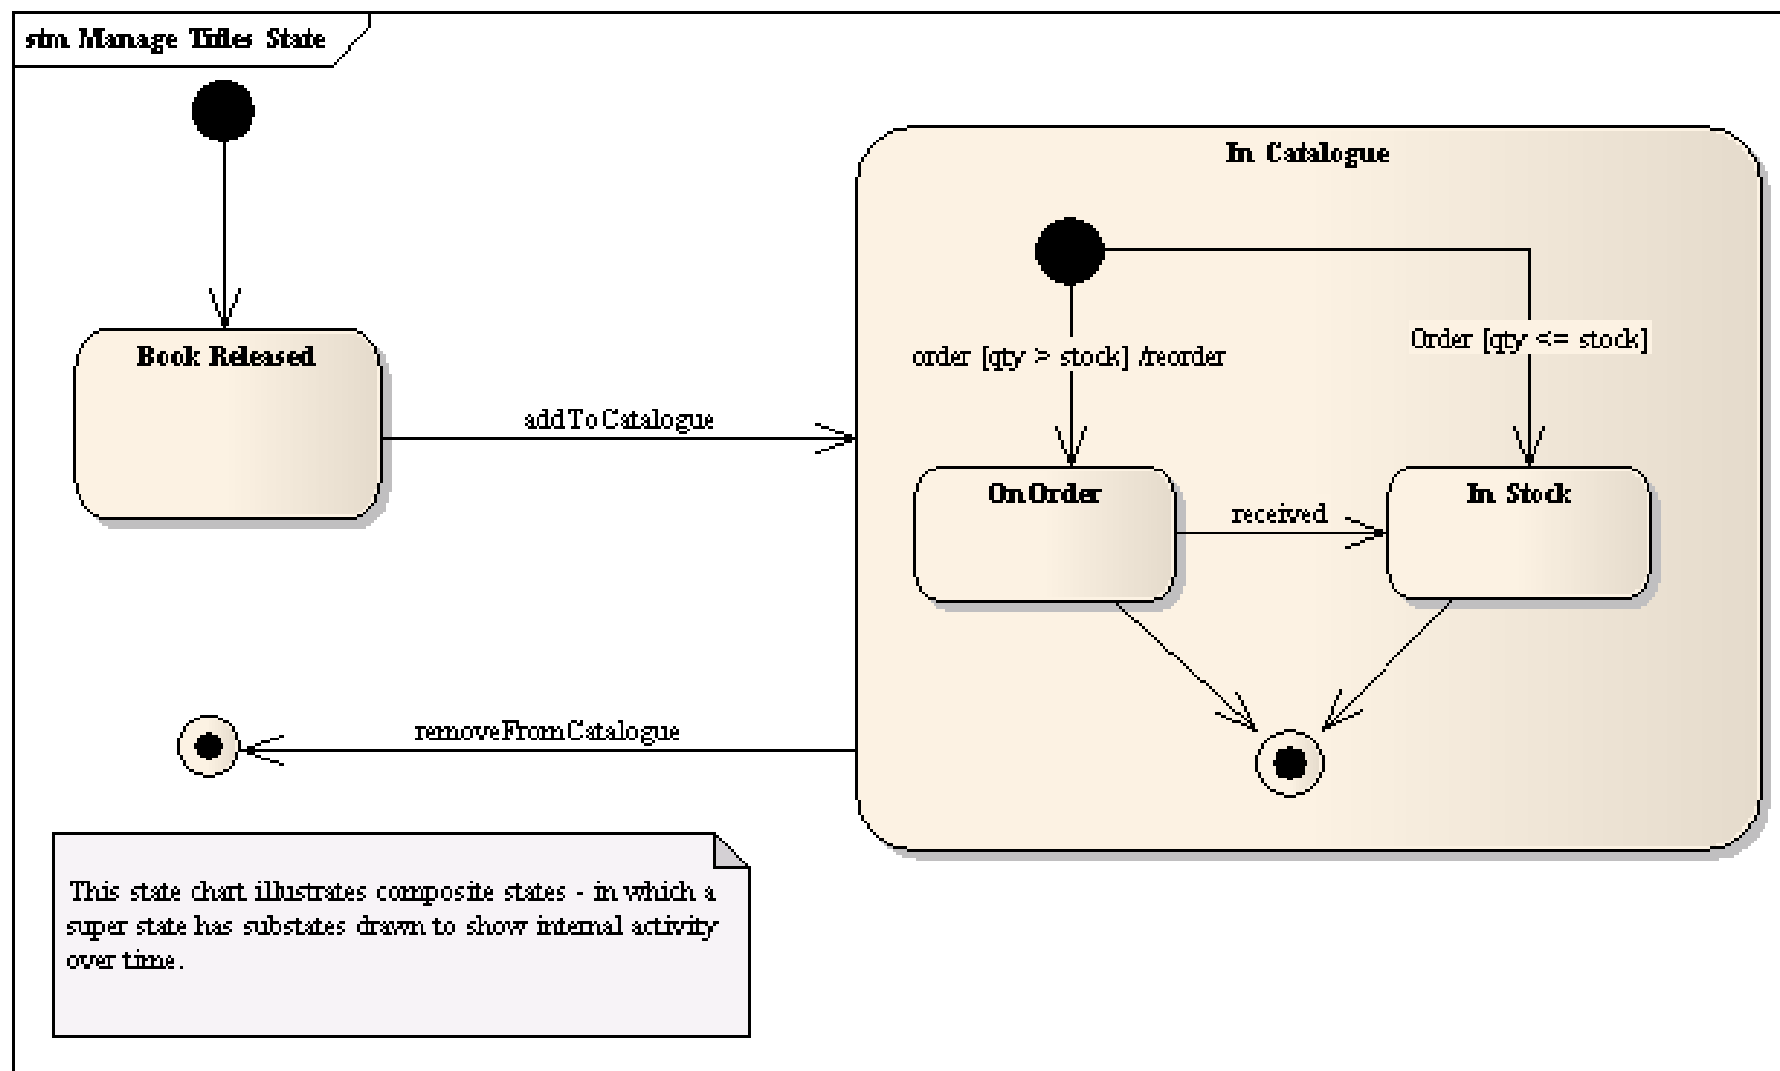 stm Manage Titles State
In Catalogue
Order [qty <= stock]
order [qty > stock] /reorder
Book Released
addToCatalogue
OnOrder
In Stock
received
removeFromCatalogue
This state chart illustrates composite states - in which a
super state has substates drawn to show internal activity
over time.